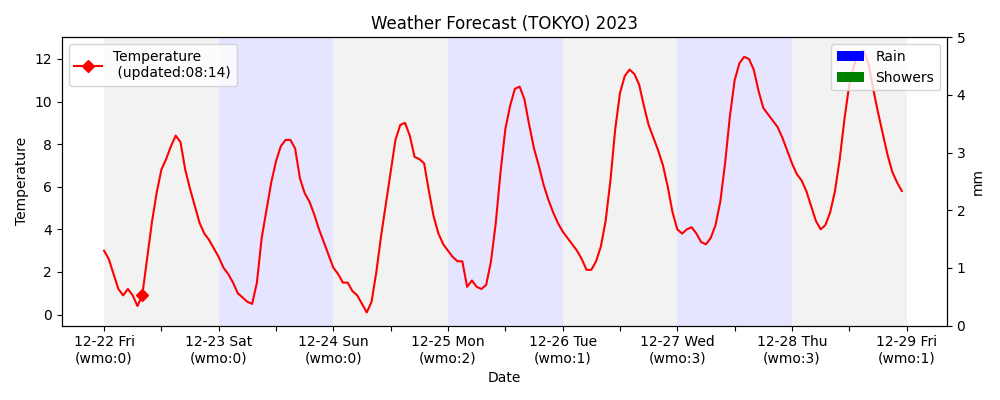 Weather Forecast (TOKYO) 2023
Temperature
(updated:08:14)
Rain
Showers
Temperature
12
10
8
6
4
2
0
5
4
3
2
1
0
mm
12-22 Fri
(wmo:0)
12-23 Sat
(wmo:0)
12-24 Sun
(wmo:0)
12-25 Mon
(wmo:2)
12-26 Tue
(wmo:1)
12-27 Wed
(wmo:3)
12-28 Thu
(wmo:3)
12-29 Fri
(wmo:1)
Date